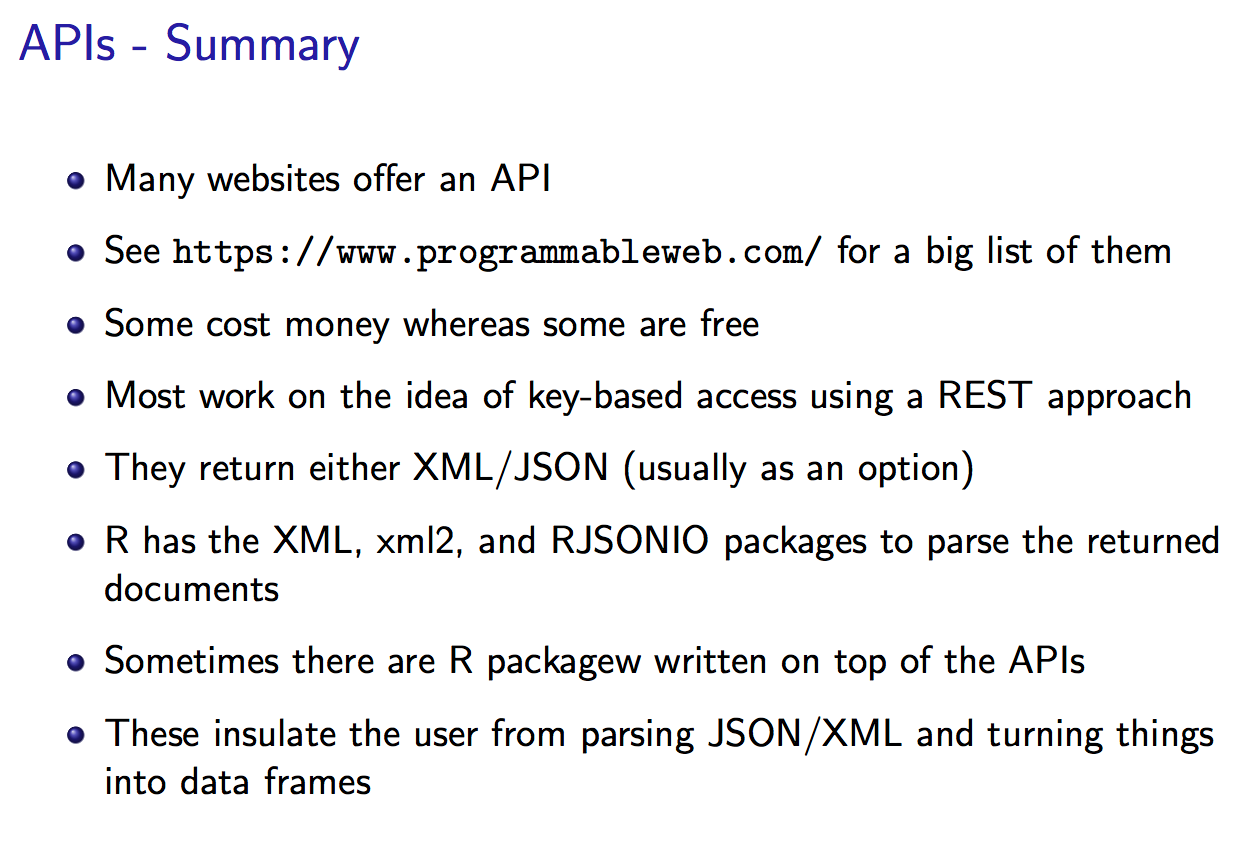 APIs - Summary
Many websites offer an API
See https://www.programmableweb.com/ for a big list of them
Some cost money whereas some are free
Most work on the idea of key-based access using a REST approach
They return either XML/JSON (usually as an option)
R has the XML, xml2, and RJSONIO packages to parse the returned
documents
Sometimes there are R packagew written on top of the APIs
These insulate the user from parsing JSON/XML and turning things
into data frames